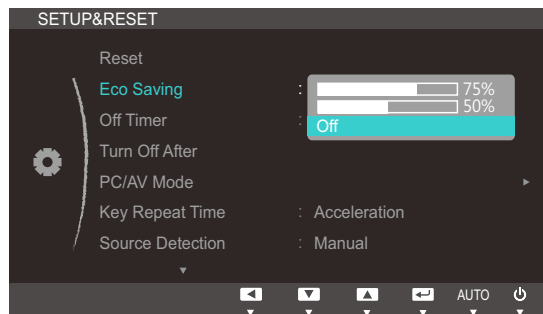 SETUP&RESET
Reset
Eco Saving : 75%
50%
Off Timer : Off
Turn Off After
PC/AV Mode
Key Repeat Time : Acceleration
Source Detection : Manual
AUTO